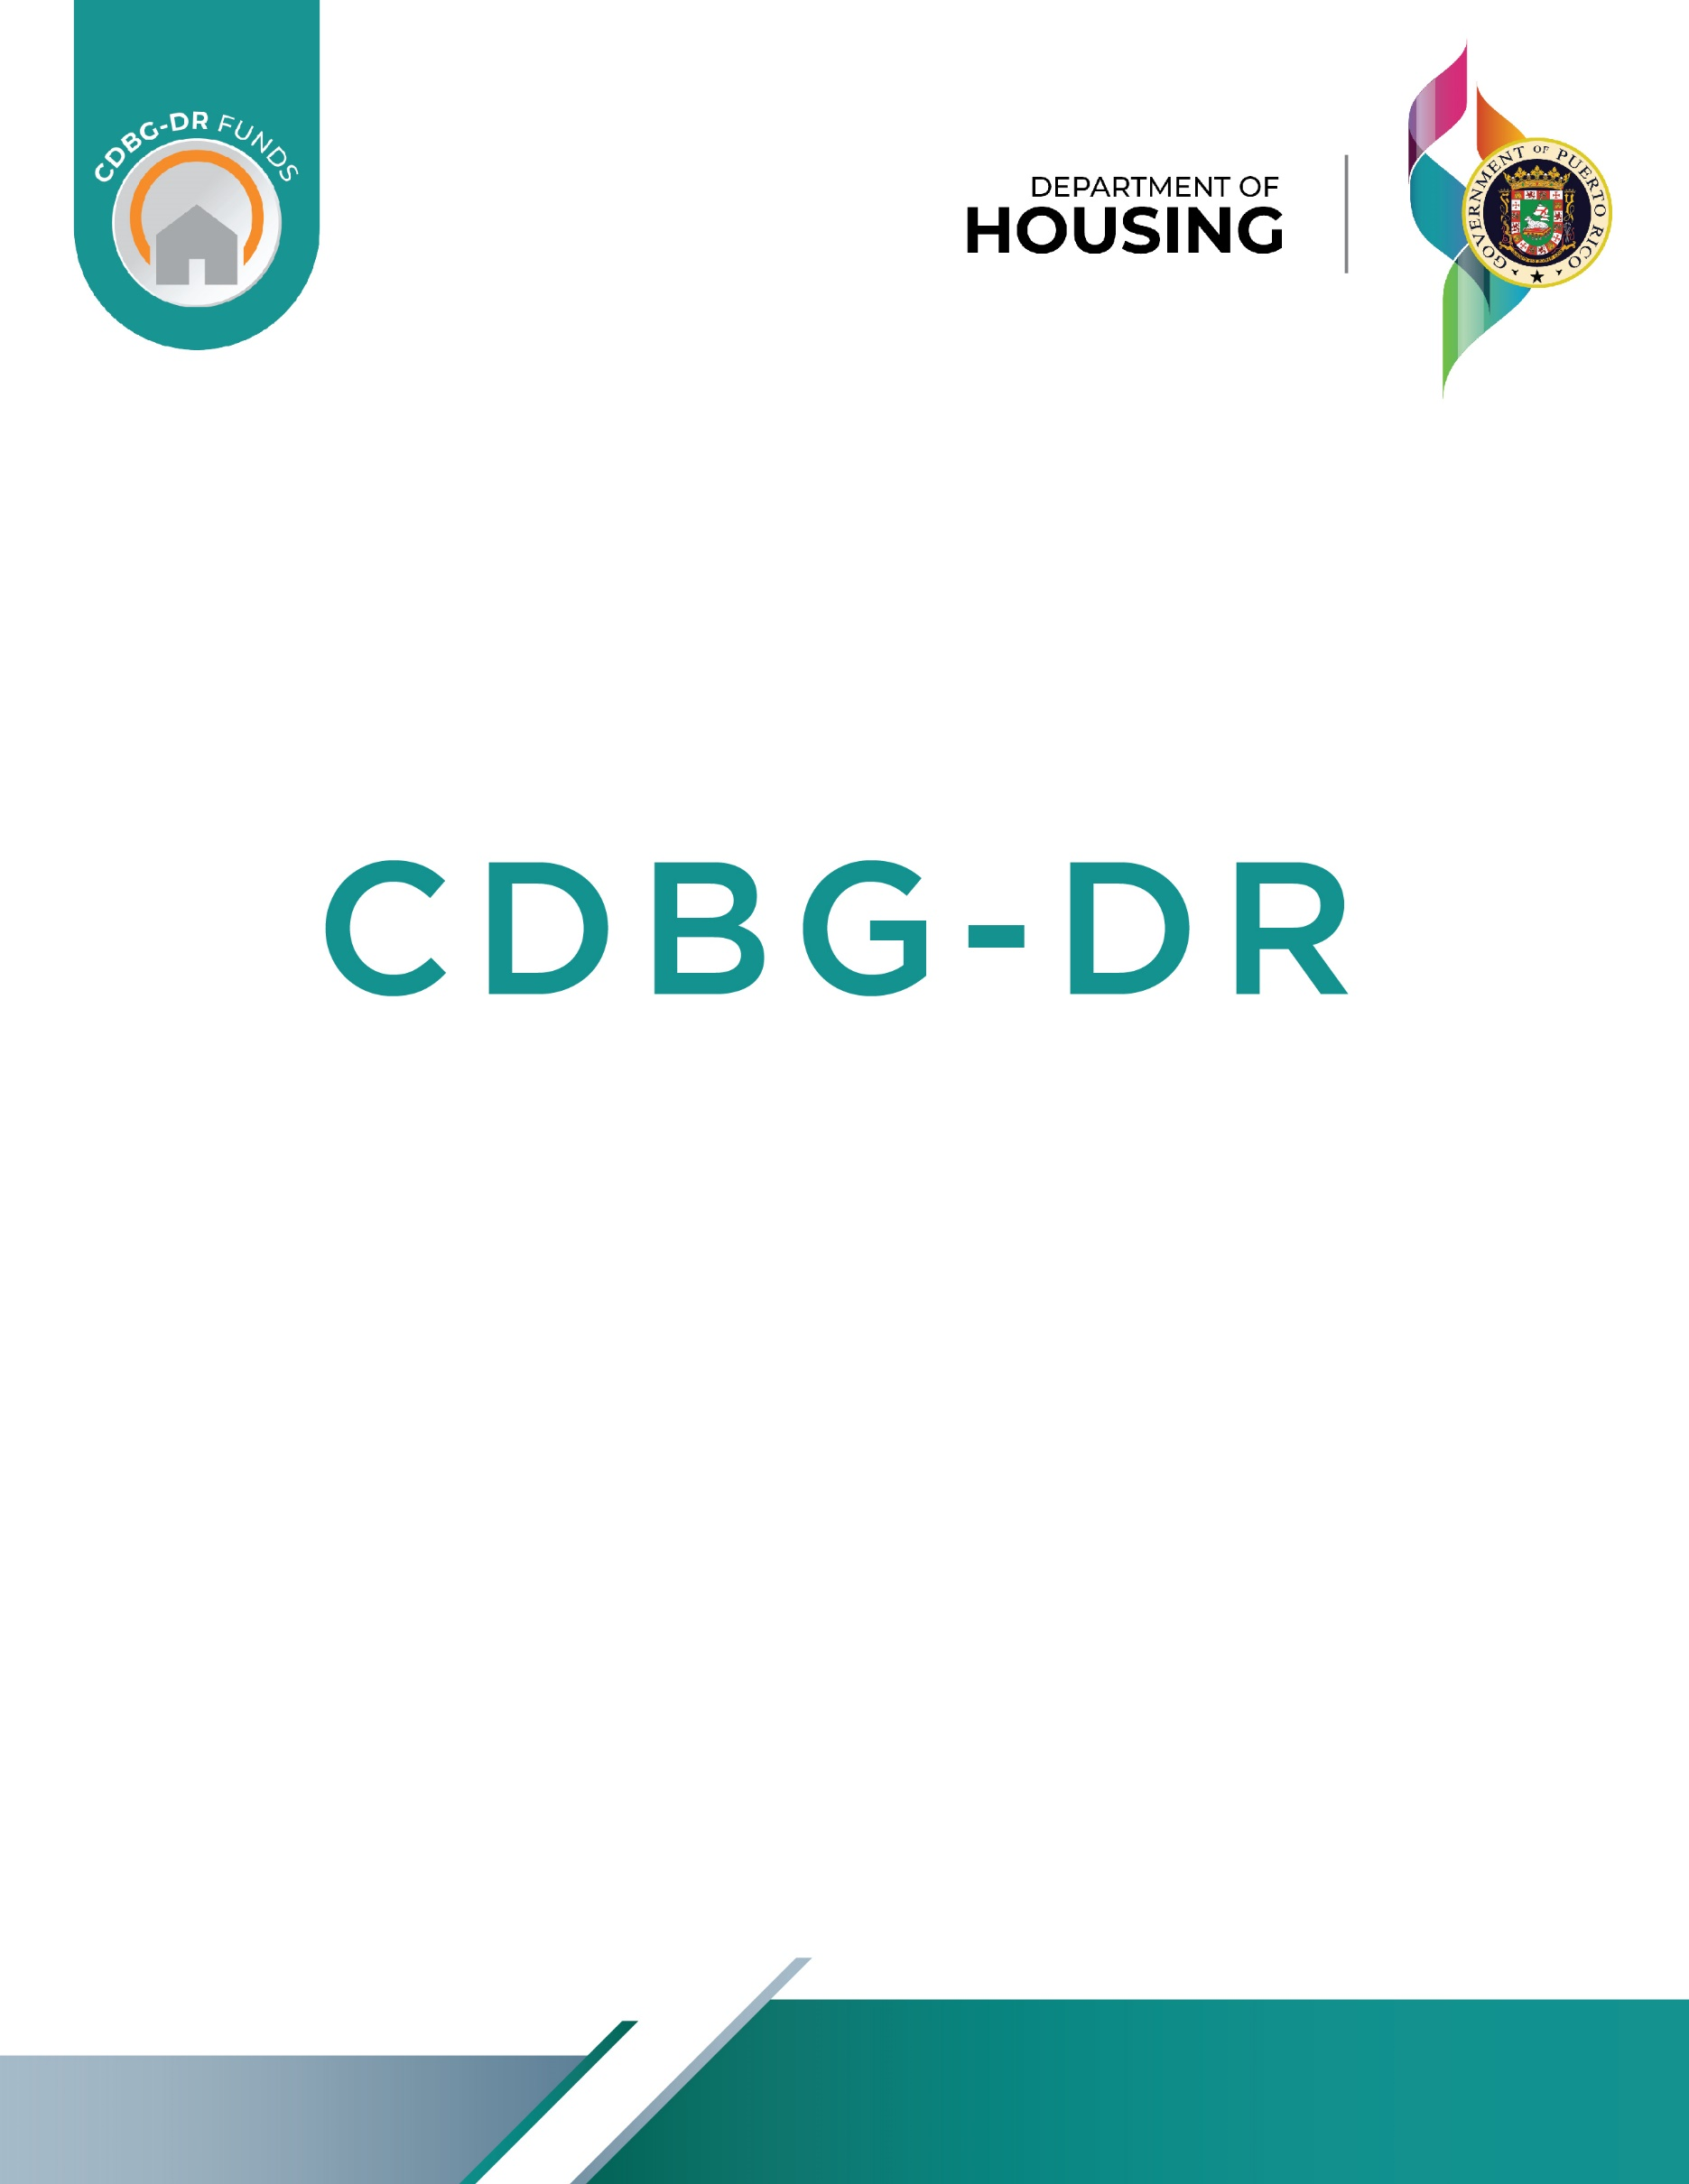 CDBG-DR FUNDS
DEPARTMENT OF
HOUSING
GOVERNMENT OF PUERTO RICO
CDBG-DR